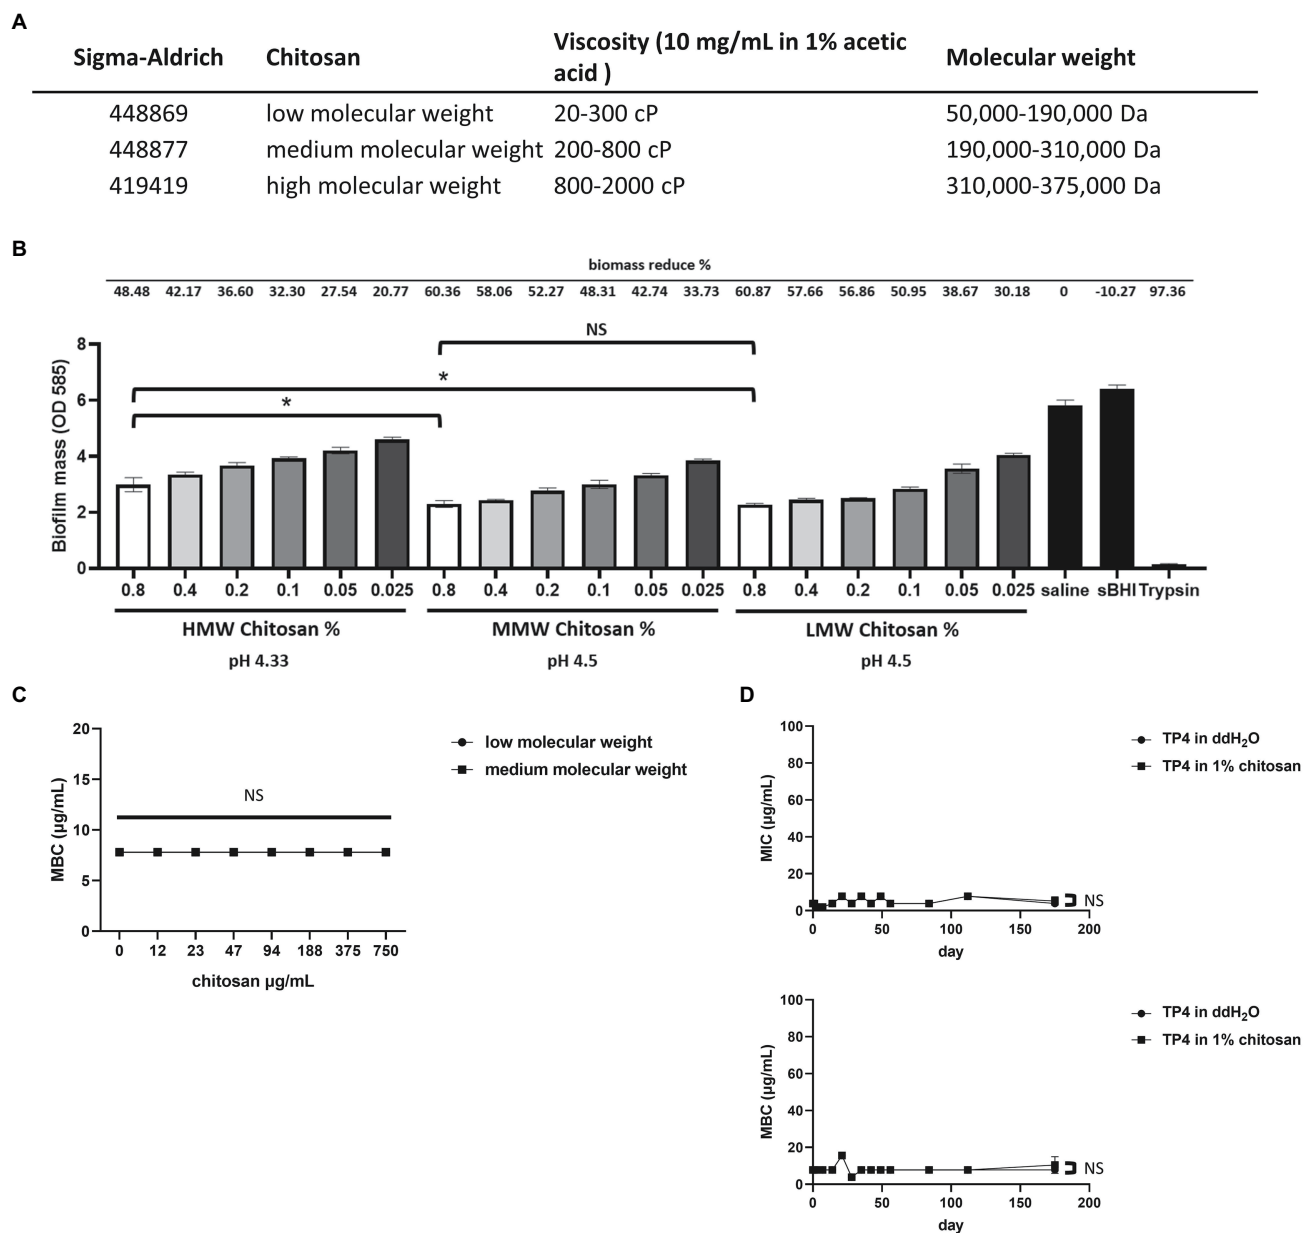 A
Sigma-Aldrich Chitosan Viscosity (10 mg/mL in 1% acetic acid ) Molecular weight
448869 low molecular weight 20-300 cP 50,000-190,000 Da
448877 medium molecular weight 200-800 cP 190,000-310,000 Da
419419 high molecular weight 800-2000 cP 310,000-375,000 Da
B
biomass reduce %
48.48 42.17 36.60 32.30 27.54 20.77 60.36 58.06 52.27 48.31 42.74 33.73 60.87 57.66 56.86 50.95 38.67 30.18 0 -10.27 97.36
NS
*
*
Biofilm mass (OD 585)
8
6
4
2
0
0.8 0.4 0.2 0.1 0.05 0.025 0.8 0.4 0.2 0.1 0.05 0.025 0.8 0.4 0.2 0.1 0.05 0.025 saline sBHI Trypsin
HMW Chitosan % MMW Chitosan % LMW Chitosan %
pH 4.33 pH 4.5 pH 4.5
C
MBC (µg/mL)
20
15
10
5
0
NS
low molecular weight
medium molecular weight
0 12 23 47 94 188 375 750
chitosan µg/mL
D
MIC (µg/mL)
100
80
60
40
20
0
TP4 in ddH₂O
TP4 in 1% chitosan
NS
0 50 100 150 200
day
MBC (µg/mL)
100
80
60
40
20
0
TP4 in ddH₂O
TP4 in 1% chitosan
NS
0 50 100 150 200
day